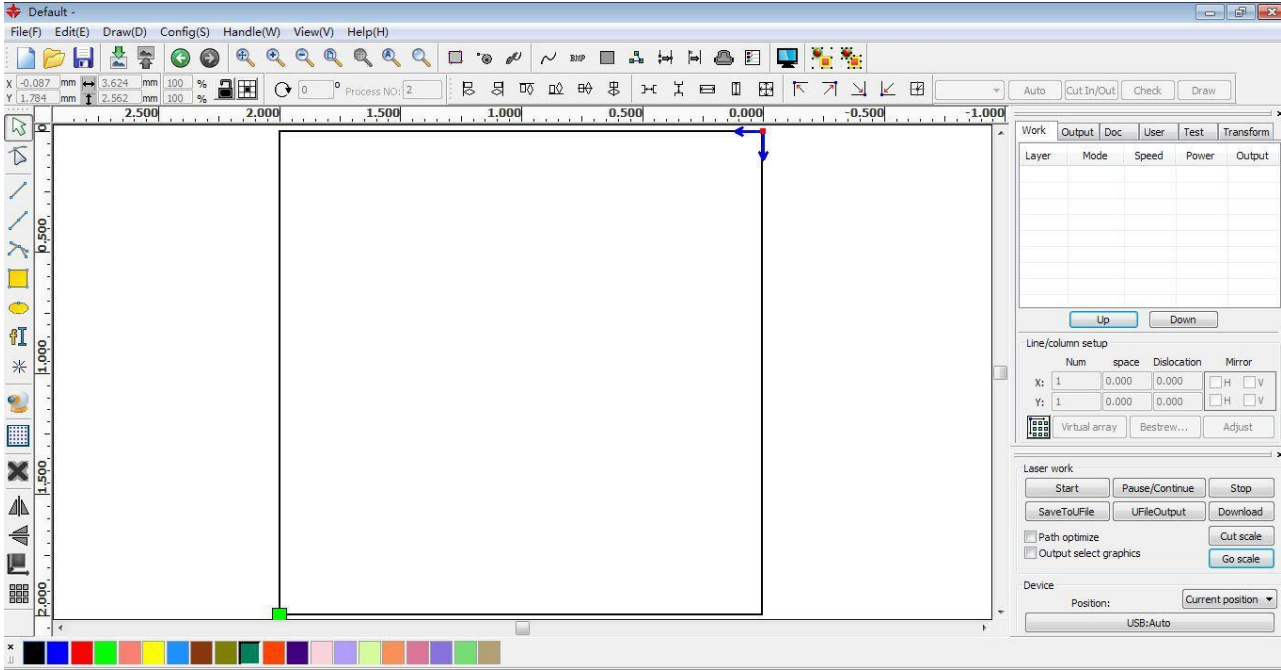 Default -
File(F) Edit(E) Draw(D) Config(S) Handle(W) View(V) Help(H)
BMP
X -0.087 mm 3.624 mm 100 %
Y 1.784 mm 2.562 mm 100 %
0 ° Process NO: 2
Auto Cut In/Out Check Draw
2.500 2.000 1.500 1.000 0.500 0.000 -0.500 -1.000
0
0.500
1.000
1.500
2.000
Work Output Doc User Test Transform
Layer Mode Speed Power Output
Up Down
Line/column setup
Num space Dislocation Mirror
X: 1 0.000 0.000 H V
Y: 1 0.000 0.000 H V
Virtual array Bestrew... Adjust
Laser work
Start Pause/Continue Stop
SaveToUFile UFileOutput Download
Path optimize Cut scale
Output select graphics Go scale
Device
Position: Current position
USB:Auto